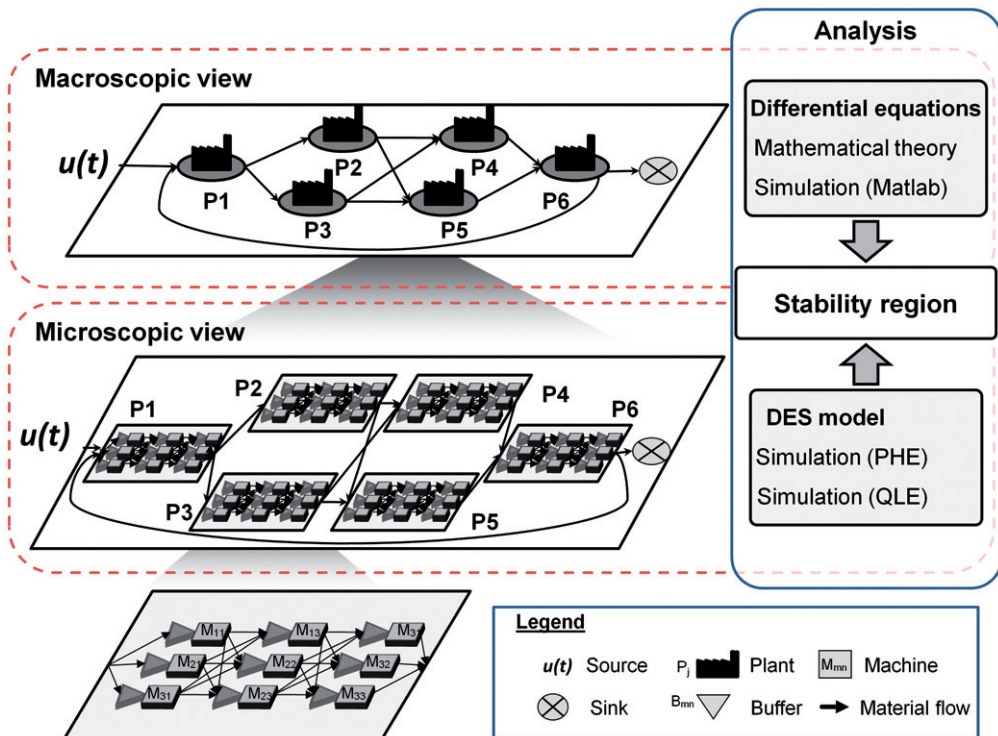 Analysis
Macroscopic view
Differential equations
Mathematical theory
Simulation (Matlab)
u(t)
P1
P2
P3
P4
P5
P6
Stability region
Microscopic view
DES model
Simulation (PHE)
Simulation (QLE)
u(t)
P1
P2
P3
P4
P5
P6
M11 M13 M31
M21 M22 M32
M31 M23 M33
Legend
u(t) Source Pj Plant Mmn Machine
Sink Bmn Buffer Material flow